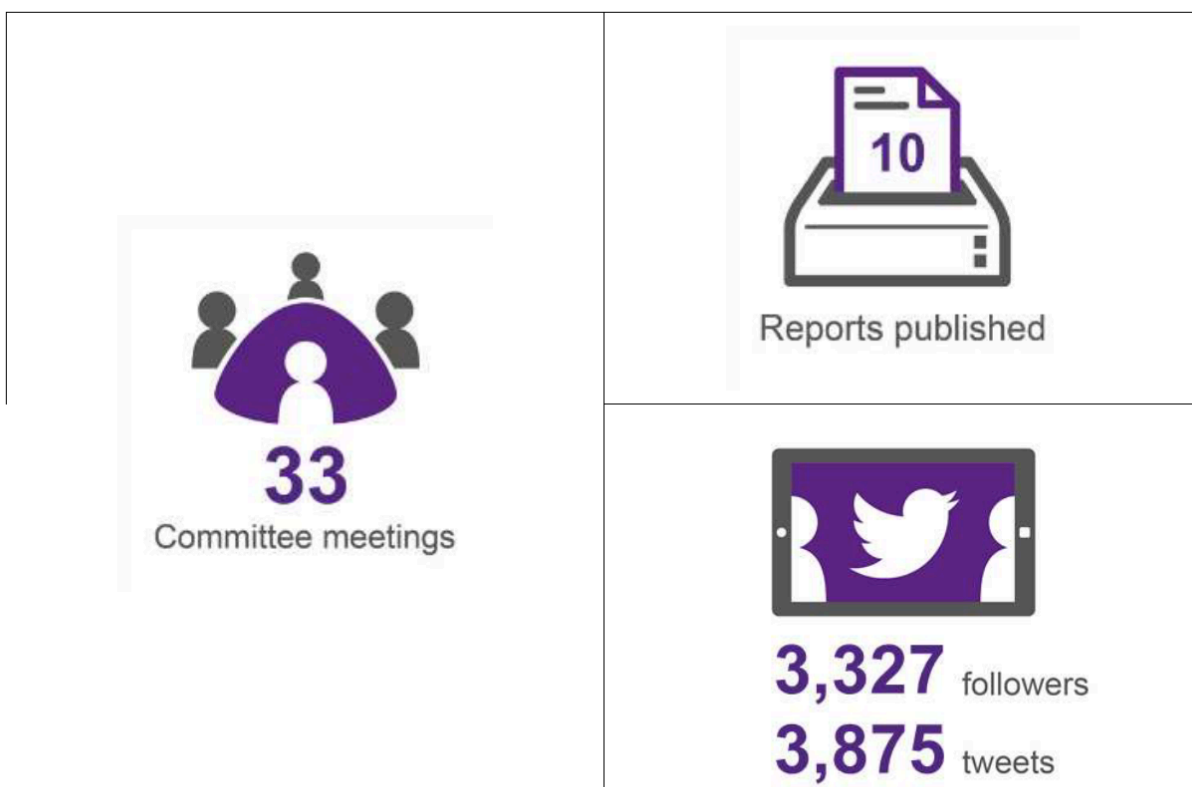 33
Committee meetings
10
Reports published
3,327 followers
3,875 tweets